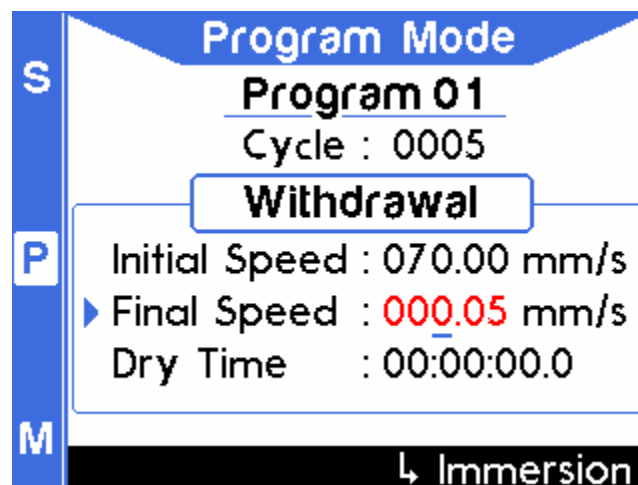 Program Mode
S
Program 01
Cycle : 0005
Withdrawal
P
Initial Speed : 070.00 mm/s
Final Speed : 000.05 mm/s
Dry Time : 00:00:00.0
M
↳ Immersion